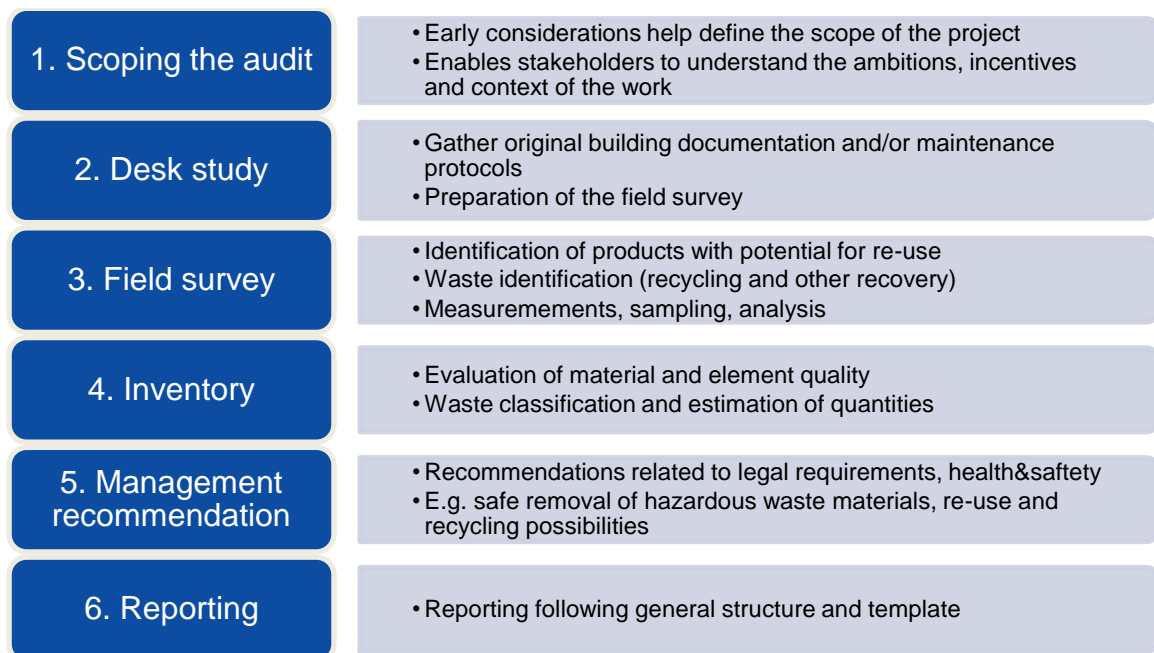 1. Scoping the audit
• Early considerations help define the scope of the project
• Enables stakeholders to understand the ambitions, incentives
and context of the work
2. Desk study
• Gather original building documentation and/or maintenance
protocols
• Preparation of the field survey
3. Field survey
• Identification of products with potential for re-use
• Waste identification (recycling and other recovery)
• Measuremements, sampling, analysis
4. Inventory
• Evaluation of material and element quality
• Waste classification and estimation of quantities
5. Management
recommendation
• Recommendations related to legal requirements, health&saftety
• E.g. safe removal of hazardous waste materials, re-use and
recycling possibilities
6. Reporting
• Reporting following general structure and template